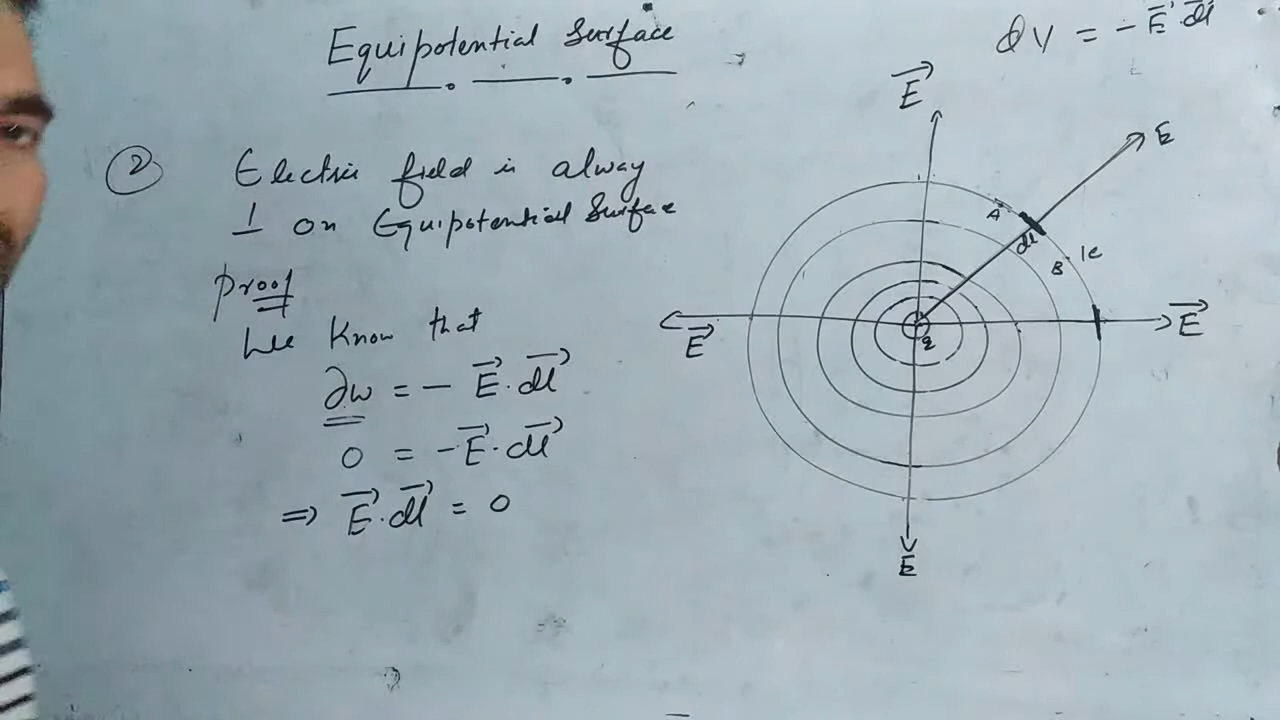 Equipotential Surface
dV = - E⃗ . dl⃗
② Electric field is alway
⊥ on Equipotential Surface
Proof
We know that
∂w = - E⃗ . dl⃗
0 = - E⃗ . dl⃗
⇒ E⃗ . dl⃗ = 0
E⃗
E
A
dl
B
1c
E⃗
E⃗
q
E